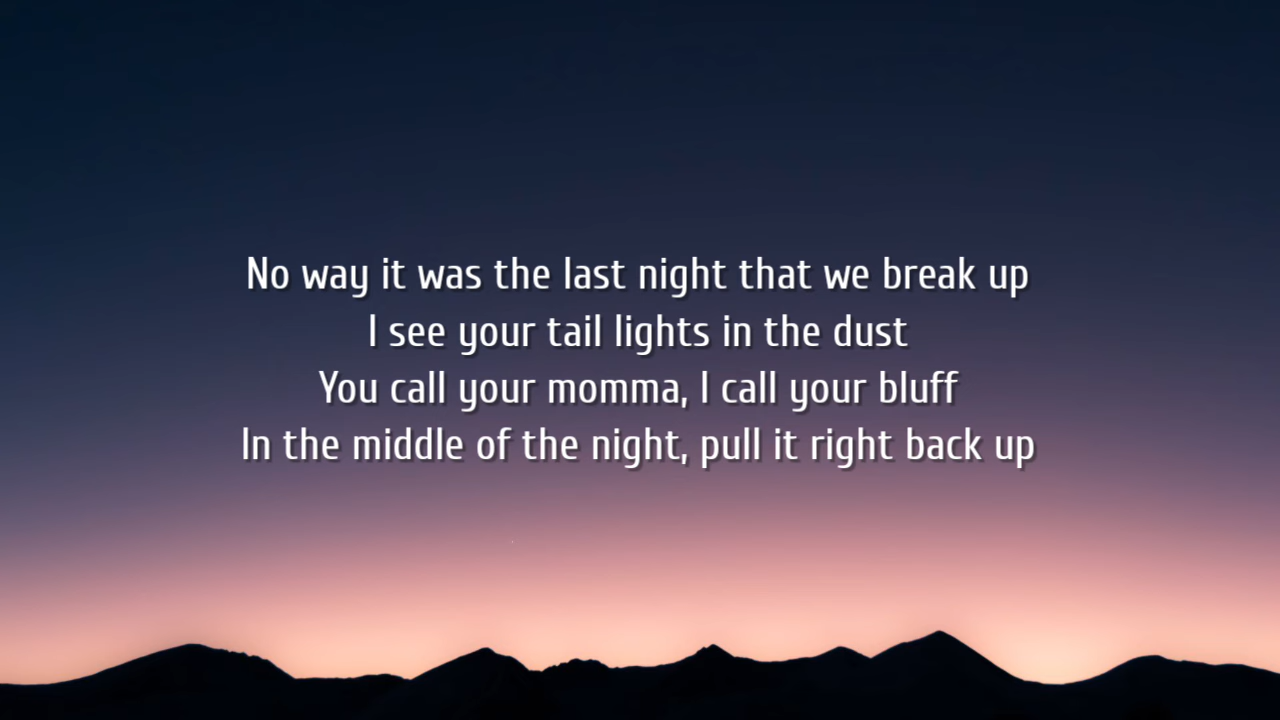 No way it was the last night that we break up
I see your tail lights in the dust
You call your momma, I call your bluff
In the middle of the night, pull it right back up